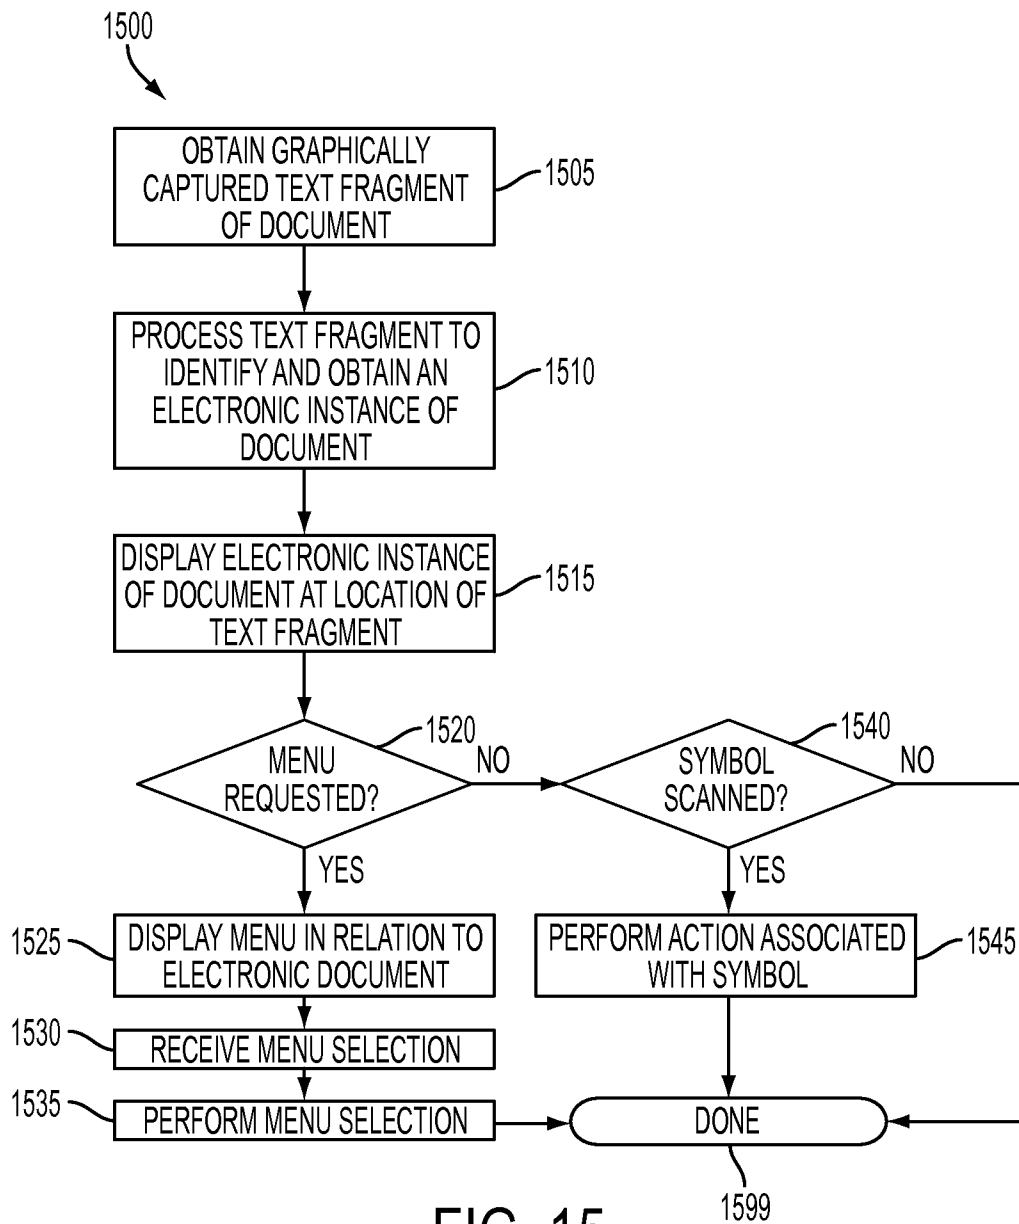 1500
OBTAIN GRAPHICALLY
CAPTURED TEXT FRAGMENT
OF DOCUMENT
1505
PROCESS TEXT FRAGMENT TO
IDENTIFY AND OBTAIN AN
ELECTRONIC INSTANCE OF
DOCUMENT
1510
DISPLAY ELECTRONIC INSTANCE
OF DOCUMENT AT LOCATION OF
TEXT FRAGMENT
1515
MENU
REQUESTED?
1520
NO
YES
SYMBOL
SCANNED?
1540
NO
YES
1525
DISPLAY MENU IN RELATION TO
ELECTRONIC DOCUMENT
PERFORM ACTION ASSOCIATED
WITH SYMBOL
1545
1530
RECEIVE MENU SELECTION
1535
PERFORM MENU SELECTION
DONE
1599
FIG. 15